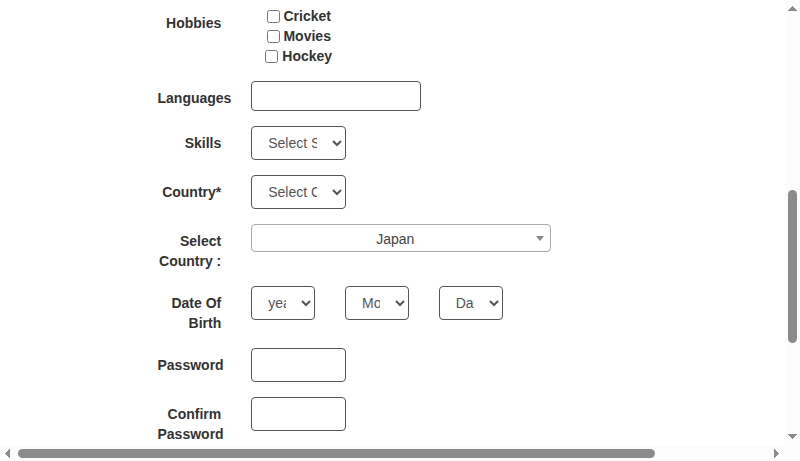 Hobbies
Cricket
Movies
Hockey
Languages
Skills
Select S
Country*
Select C
Select
Country :
Japan
Date Of
Birth
yea
Mo
Da
Password
Confirm
Password